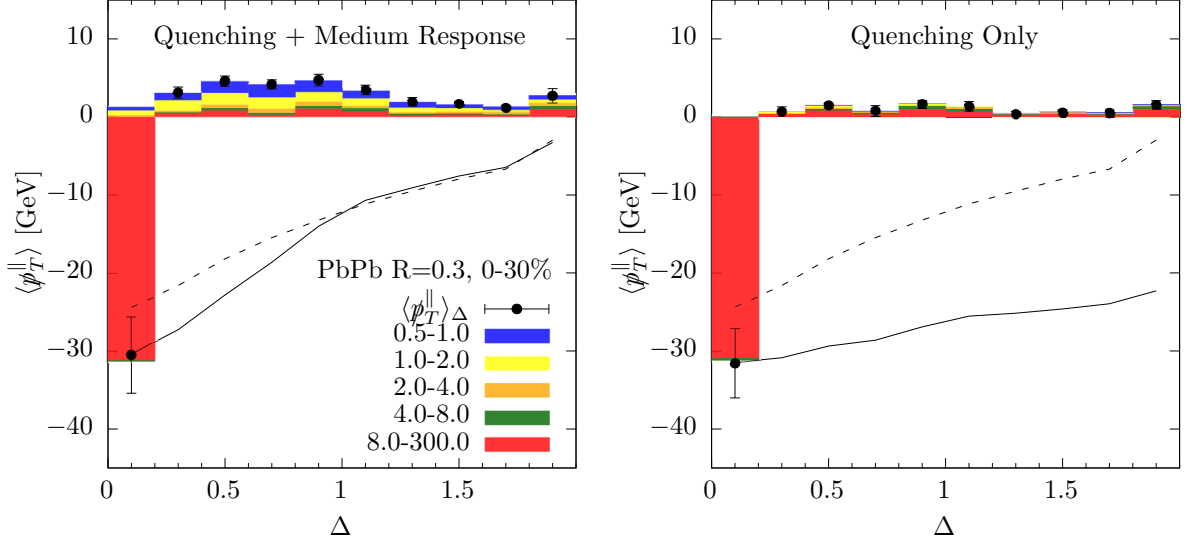 Quenching + Medium Response
10
0
−10
−20
−30
−40
⟨p̸_T^∥⟩ [GeV]
PbPb R=0.3, 0-30%
⟨p̸_T^∥⟩_Δ
0.5-1.0
1.0-2.0
2.0-4.0
4.0-8.0
8.0-300.0
0 0.5 1 1.5
Δ
Quenching Only
10
0
−10
−20
−30
−40
⟨p̸_T^∥⟩ [GeV]
0 0.5 1 1.5
Δ